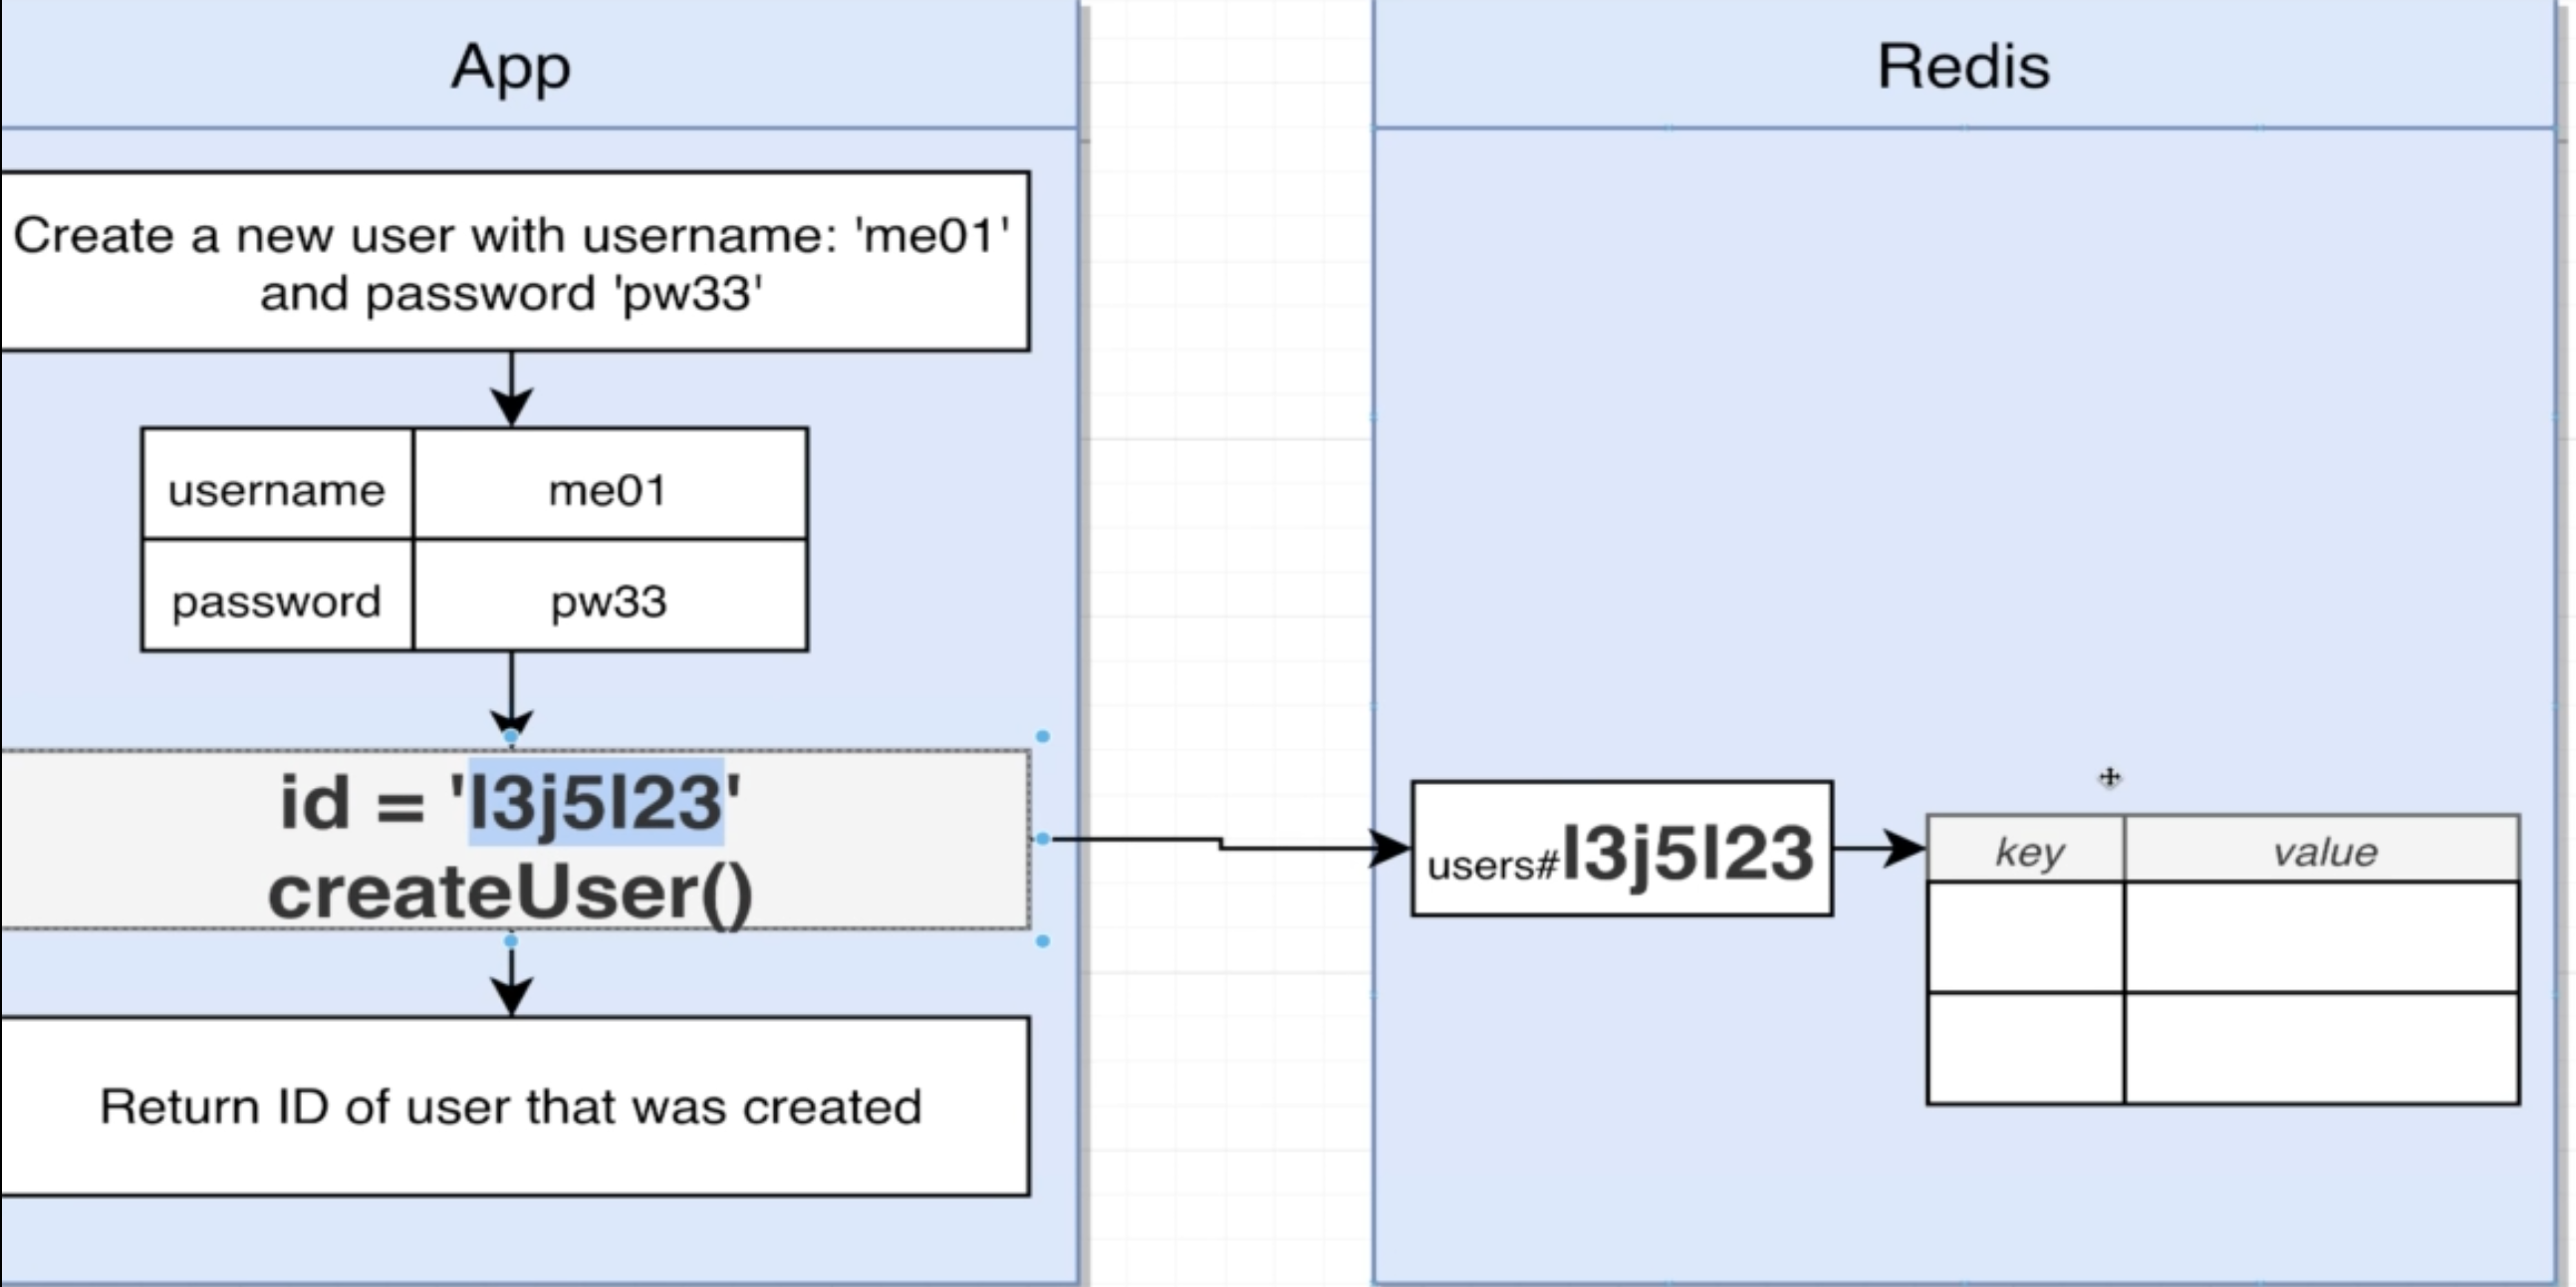 App
Create a new user with username: 'me01'
and password 'pw33'
username
me01
password
pw33
id = 'l3j5l23'
createUser()
Return ID of user that was created
Redis
users#l3j5l23
key
value